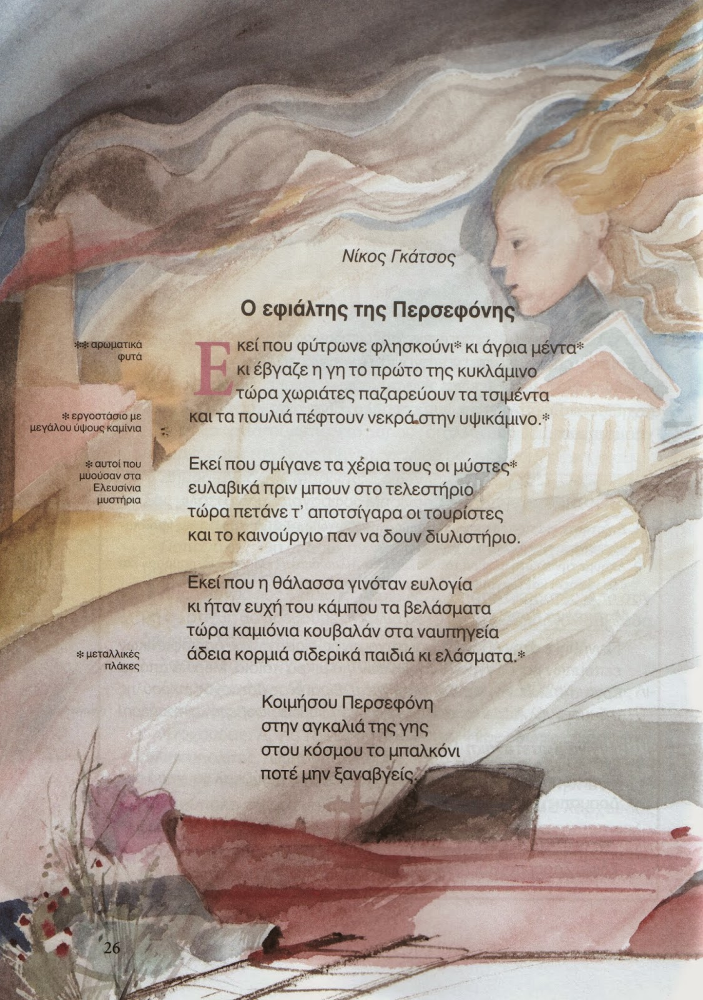 Νίκος Γκάτσος
Ο εφιάλτης της Περσεφόνης
** αρωματικά
φυτά
Εκεί που φύτρωνε φλησκούνι* κι άγρια μέντα*
κι έβγαζε η γη το πρώτο της κυκλάμινο
τώρα χωριάτες παζαρεύουν τα τσιμέντα
και τα πουλιά πέφτουν νεκρά στην υψικάμινο.*
* εργοστάσιο με
μεγάλου ύψους καμίνια
Εκεί που σμίγανε τα χέρια τους οι μύστες*
ευλαβικά πριν μπουν στο τελεστήριο
τώρα πετάνε τ’ αποτσίγαρα οι τουρίστες
και το καινούργιο παν να δουν διυλιστήριο.
* αυτοί που
μυούσαν στα
Ελευσίνια
μυστήρια
Εκεί που η θάλασσα γινόταν ευλογία
κι ήταν ευχή του κάμπου τα βελάσματα
τώρα καμιόνια κουβαλάν στα ναυπηγεία
άδεια κορμιά σιδερικά παιδιά κι ελάσματα.*
* μεταλλικές
πλάκες
Κοιμήσου Περσεφόνη
στην αγκαλιά της γης
στου κόσμου το μπαλκόνι
ποτέ μην ξαναβγείς.
26